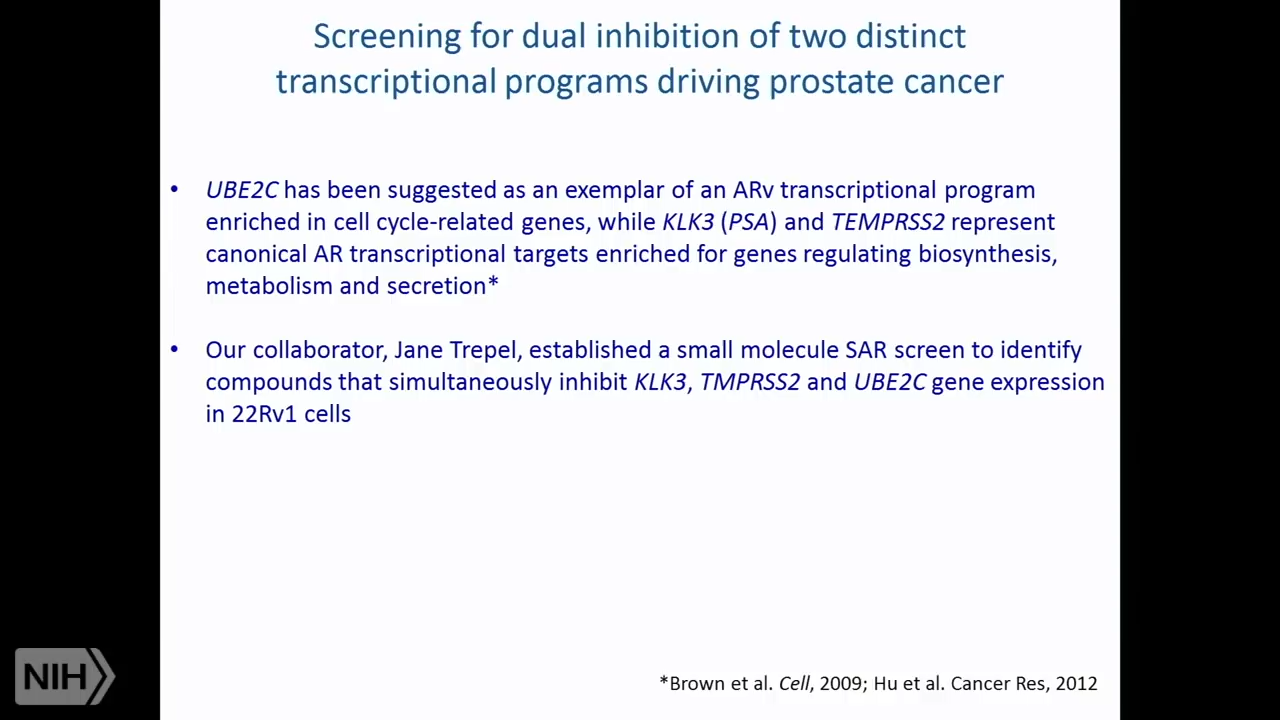 Screening for dual inhibition of two distinct
transcriptional programs driving prostate cancer
• UBE2C has been suggested as an exemplar of an ARv transcriptional program
enriched in cell cycle-related genes, while KLK3 (PSA) and TEMPRSS2 represent
canonical AR transcriptional targets enriched for genes regulating biosynthesis,
metabolism and secretion*
• Our collaborator, Jane Trepel, established a small molecule SAR screen to identify
compounds that simultaneously inhibit KLK3, TMPRSS2 and UBE2C gene expression
in 22Rv1 cells
*Brown et al. Cell, 2009; Hu et al. Cancer Res, 2012
NIH